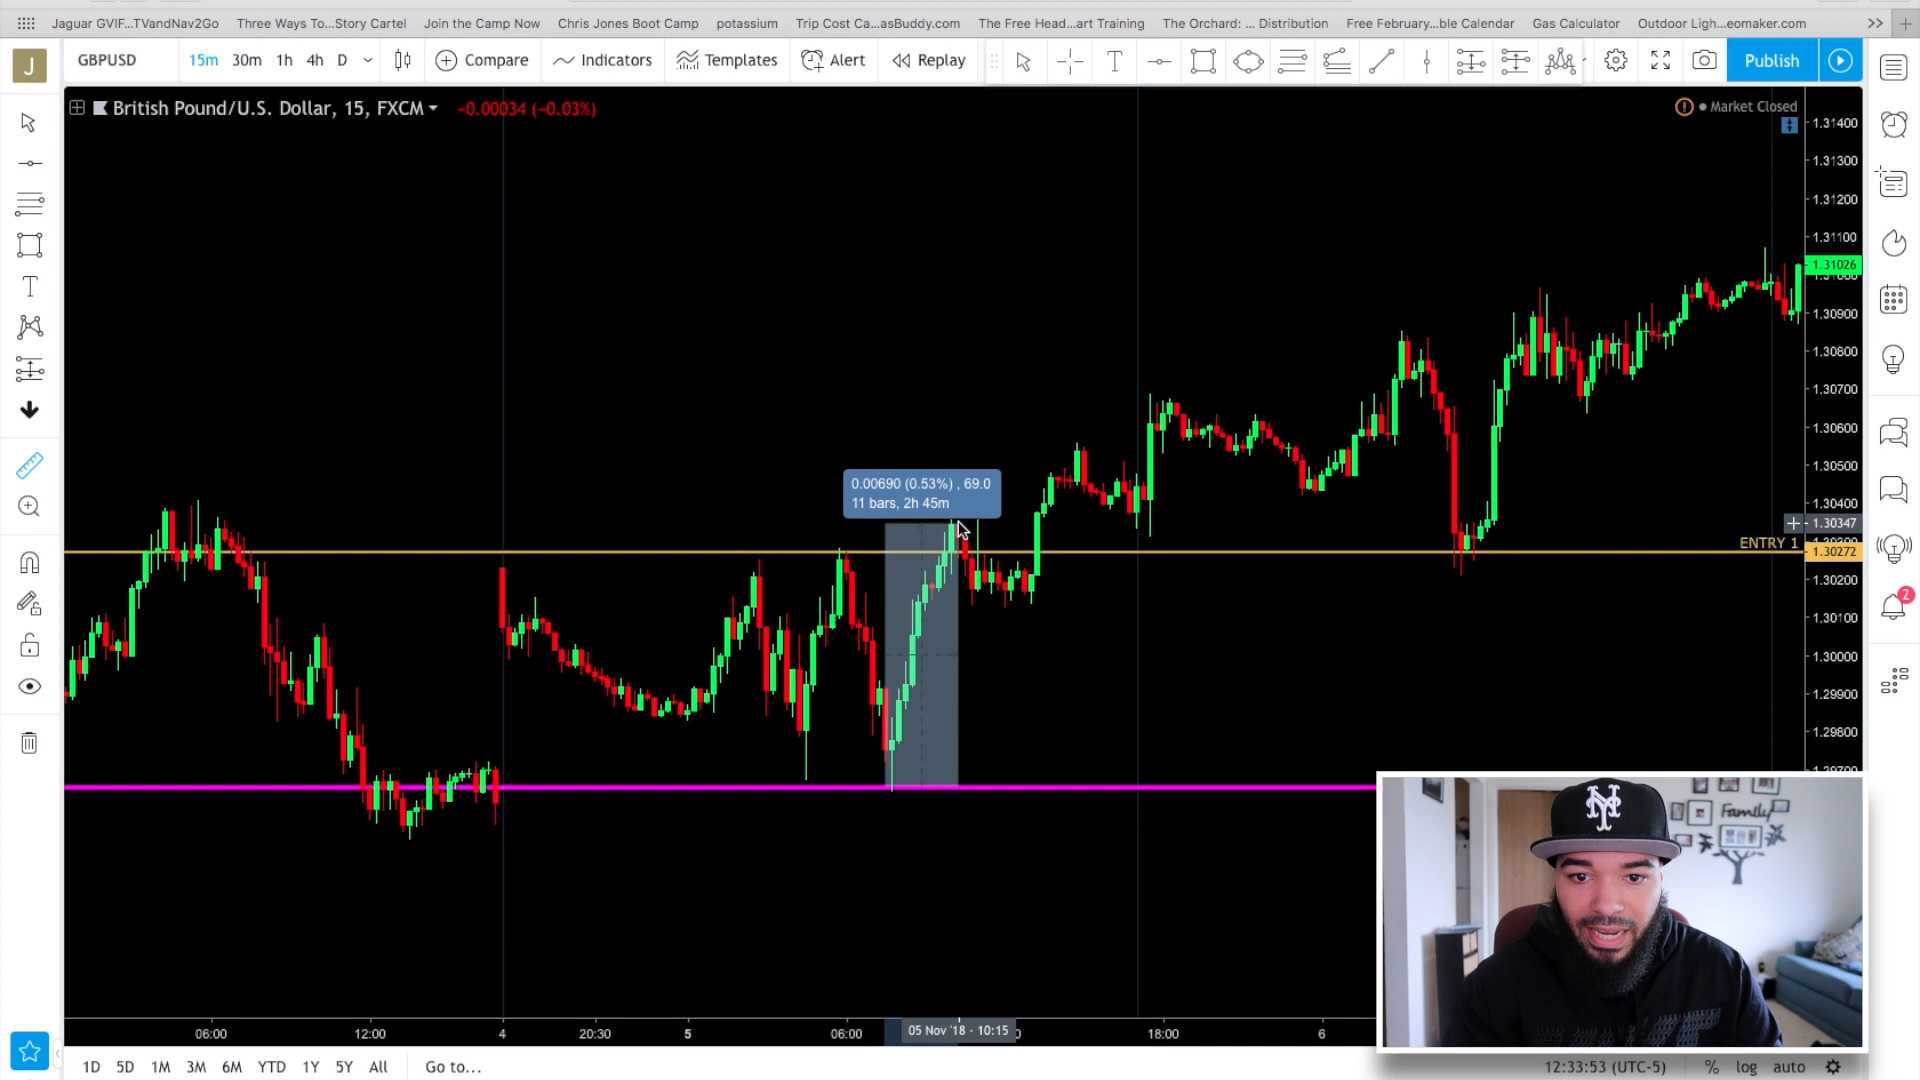 Jaguar GVIF...TVandNav2Go Three Ways To...Story Cartel Join the Camp Now Chris Jones Boot Camp potassium Trip Cost Ca...asBuddy.com The Free Head...art Training The Orchard: ... Distribution Free February...ble Calendar Gas Calculator Outdoor Ligh...eomaker.com >> +
J GBPUSD 15m 30m 1h 4h D Compare Indicators Templates Alert Replay T Publish
British Pound/U.S. Dollar, 15, FXCM -0.00034 (-0.03%) Market Closed
1.31400
1.31300
1.31200
1.31100
1.31026
1.30900
1.30800
1.30700
1.30600
1.30500
0.00690 (0.53%) , 69.0
11 bars, 2h 45m
1.30400
1.30347
ENTRY 1
1.30272
1.30200
1.30100
1.30000
1.29900
1.29800
2
T
Family
NY
06:00 12:00 4 20:30 5 06:00 05 Nov '18 - 10:15 18:00 6
1D 5D 1M 3M 6M YTD 1Y 5Y All Go to... 12:33:53 (UTC-5) % log auto